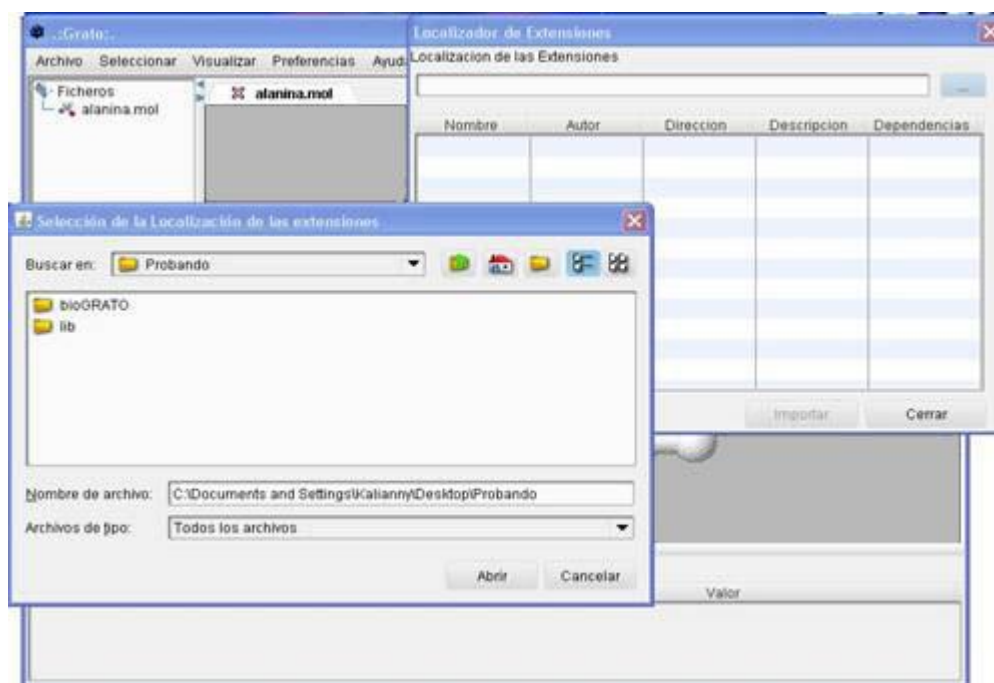 .:Grato:.
Archivo Seleccionar Visualizar Preferencias Ayud
Ficheros
alanina.mol
alanina.mol
Localizador de Extensiones
Localizacion de las Extensiones
...
Nombre Autor Direccion Descripcion Dependencias
Importar Cerrar
Selección de la Localización de las extensiones
Buscar en: Probando
bioGRATO
lib
Nombre de archivo: C:\Documents and Settings\Kalianny\Desktop\Probando
Archivos de tipo: Todos los archivos
Abrir Cancelar
Valor